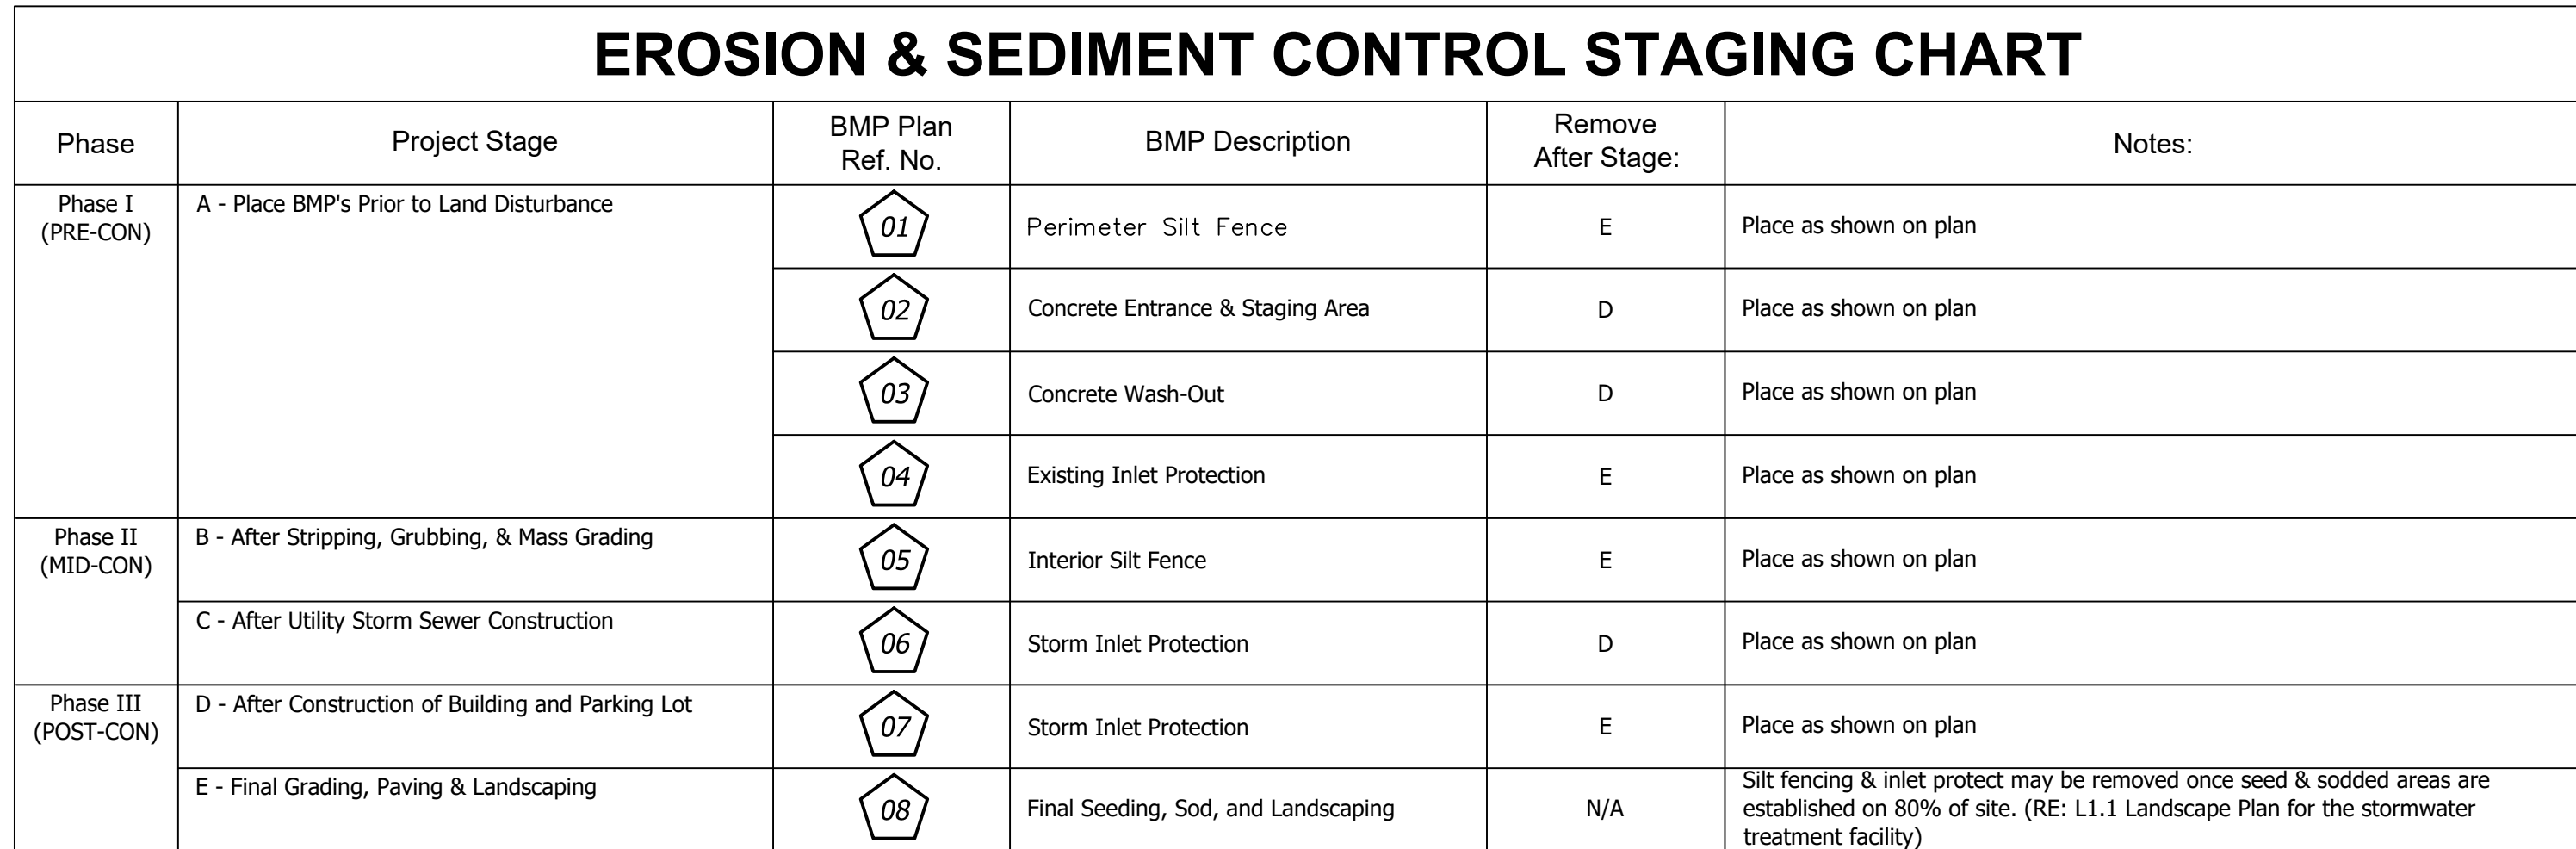 EROSION & SEDIMENT CONTROL STAGING CHART
Phase
Project Stage
BMP Plan
Ref. No.
BMP Description
Remove
After Stage:
Notes:
Phase I
(PRE-CON)
A - Place BMP's Prior to Land Disturbance
01
Perimeter Silt Fence
E
Place as shown on plan
02
Concrete Entrance & Staging Area
D
Place as shown on plan
03
Concrete Wash-Out
D
Place as shown on plan
04
Existing Inlet Protection
E
Place as shown on plan
Phase II
(MID-CON)
B - After Stripping, Grubbing, & Mass Grading
05
Interior Silt Fence
E
Place as shown on plan
C - After Utility Storm Sewer Construction
06
Storm Inlet Protection
D
Place as shown on plan
Phase III
(POST-CON)
D - After Construction of Building and Parking Lot
07
Storm Inlet Protection
E
Place as shown on plan
E - Final Grading, Paving & Landscaping
08
Final Seeding, Sod, and Landscaping
N/A
Silt fencing & inlet protect may be removed once seed & sodded areas are
established on 80% of site. (RE: L1.1 Landscape Plan for the stormwater
treatment facility)